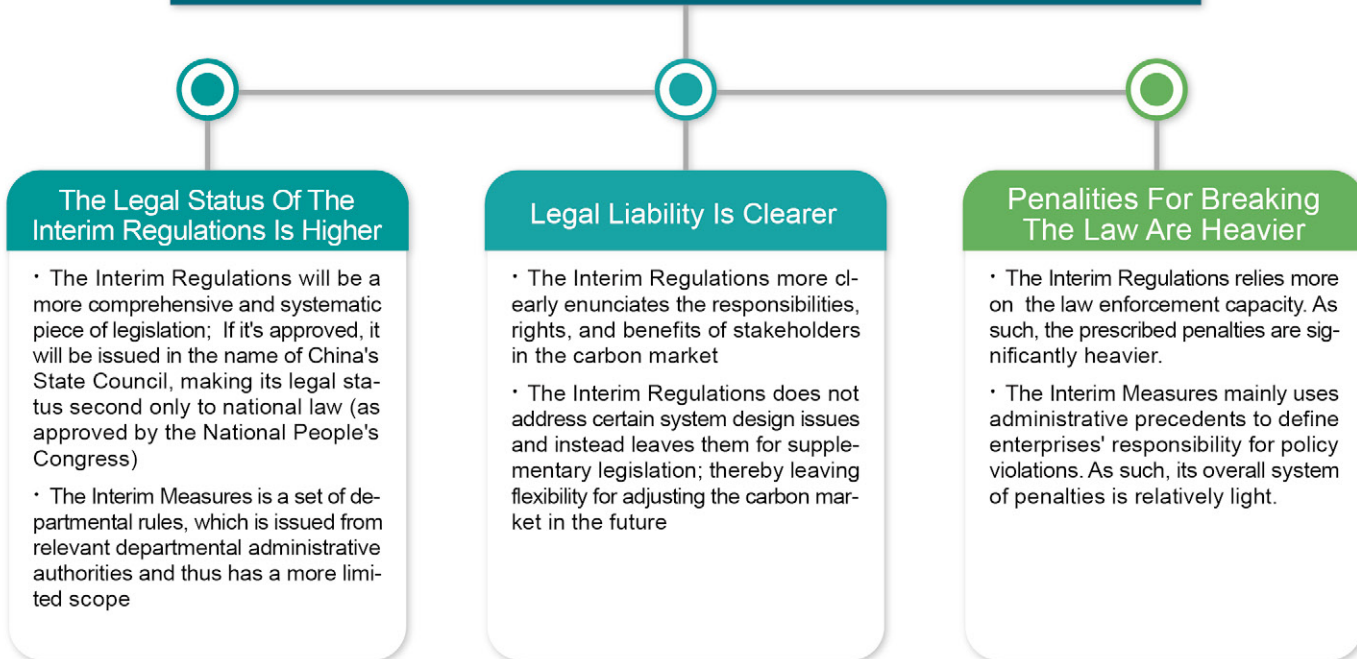 The Legal Status Of The
Interim Regulations Is Higher
· The Interim Regulations will be a
more comprehensive and systematic
piece of legislation; If it's approved, it
will be issued in the name of China's
State Council, making its legal sta-
tus second only to national law (as
approved by the National People's
Congress)
· The Interim Measures is a set of de-
partmental rules, which is issued from
relevant departmental administrative
authorities and thus has a more limi-
ted scope
Legal Liability Is Clearer
· The Interim Regulations more cl-
early enunciates the responsibilities,
rights, and benefits of stakeholders
in the carbon market
· The Interim Regulations does not
address certain system design issues
and instead leaves them for supple-
mentary legislation; thereby leaving
flexibility for adjusting the carbon mar-
ket in the future
Penalities For Breaking
The Law Are Heavier
· The Interim Regulations relies more
on the law enforcement capacity. As
such, the prescribed penalties are sig-
nificantly heavier.
· The Interim Measures mainly uses
administrative precedents to define
enterprises' responsibility for policy
violations. As such, its overall system
of penalties is relatively light.